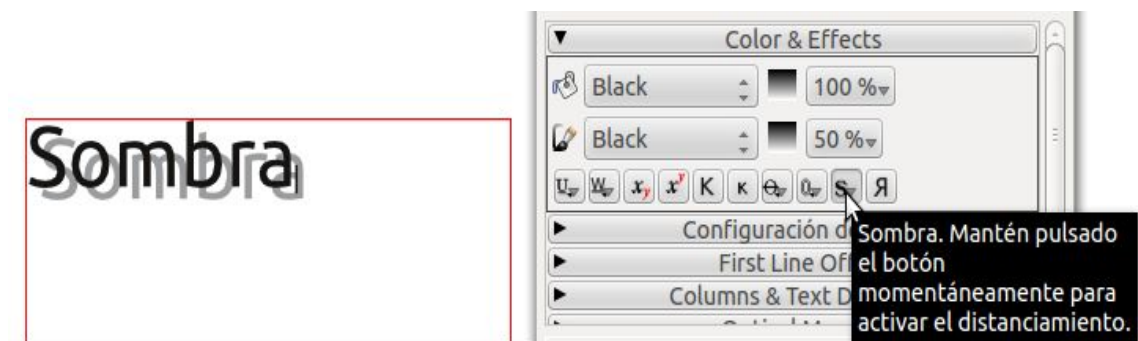 Sombra
Color & Effects
Black 100 %
Black 50 %
U W x y x y K K O O S Я
Configuración d
First Line Off
Columns & Text D
Sombra. Mantén pulsado
el botón
momentáneamente para
activar el distanciamiento.